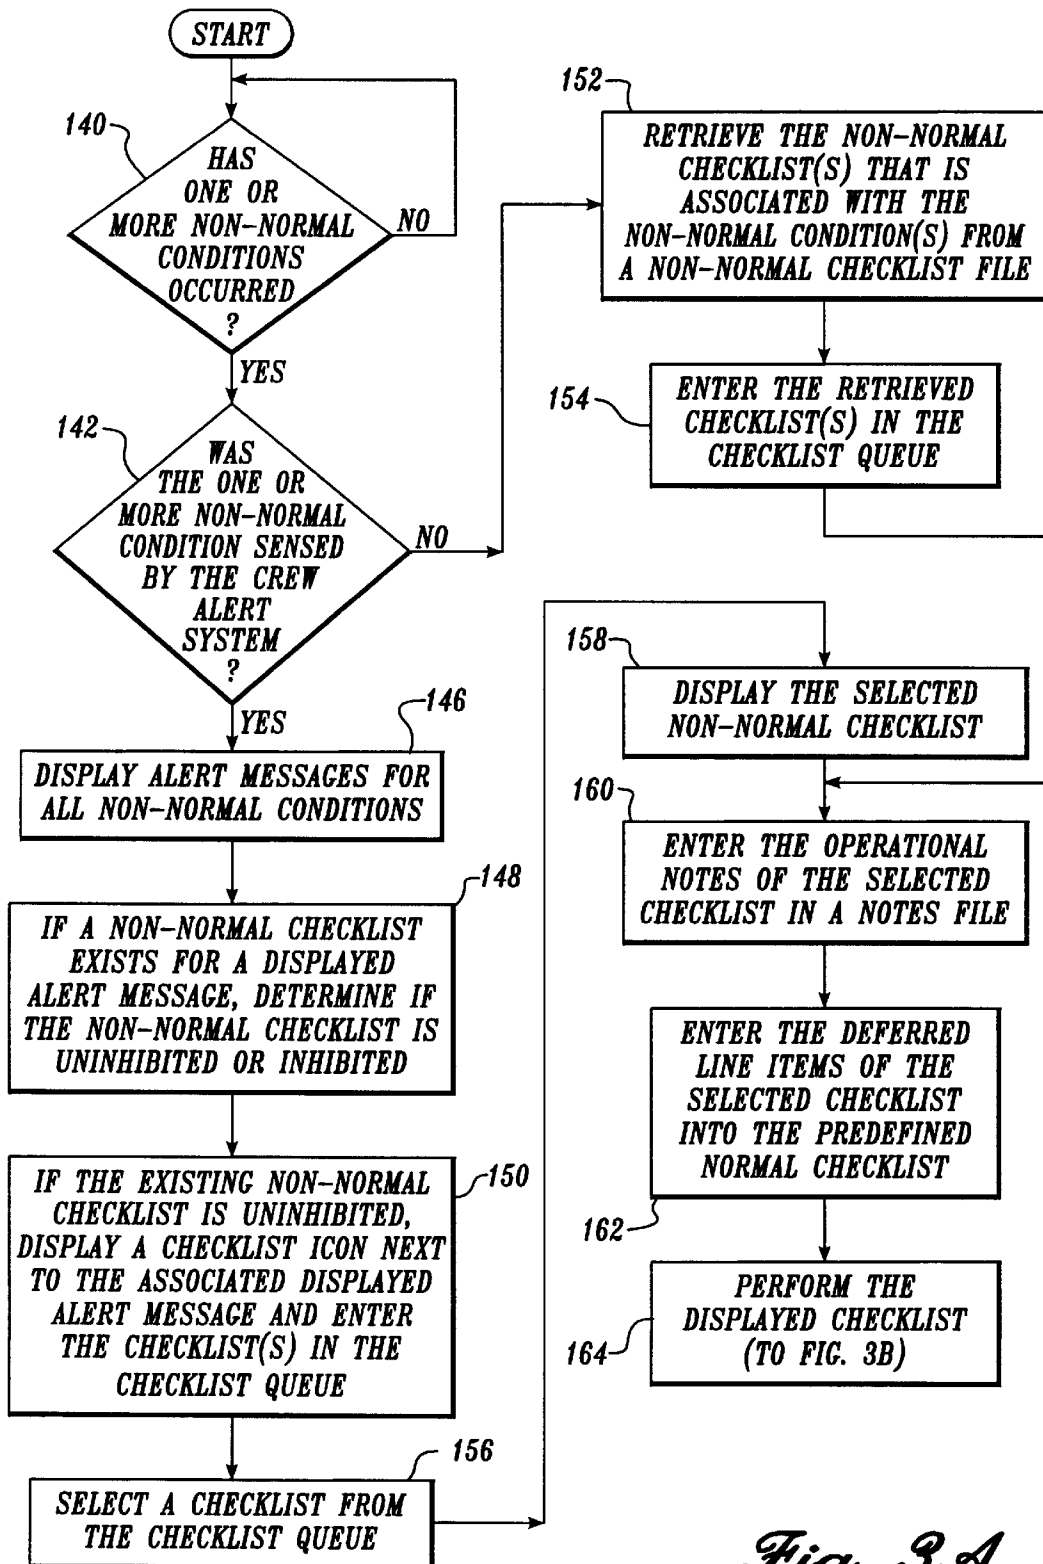 START
140
HAS
ONE OR
MORE NON-NORMAL
CONDITIONS
OCCURRED
?
NO
YES
142
WAS
THE ONE OR
MORE NON-NORMAL
CONDITION SENSED
BY THE CREW
ALERT
SYSTEM
?
NO
YES
146
DISPLAY ALERT MESSAGES FOR
ALL NON-NORMAL CONDITIONS
148
IF A NON-NORMAL CHECKLIST
EXISTS FOR A DISPLAYED
ALERT MESSAGE, DETERMINE IF
THE NON-NORMAL CHECKLIST IS
UNINHIBITED OR INHIBITED
150
IF THE EXISTING NON-NORMAL
CHECKLIST IS UNINHIBITED,
DISPLAY A CHECKLIST ICON NEXT
TO THE ASSOCIATED DISPLAYED
ALERT MESSAGE AND ENTER
THE CHECKLIST(S) IN THE
CHECKLIST QUEUE
156
SELECT A CHECKLIST FROM
THE CHECKLIST QUEUE
152
RETRIEVE THE NON-NORMAL
CHECKLIST(S) THAT IS
ASSOCIATED WITH THE
NON-NORMAL CONDITION(S) FROM
A NON-NORMAL CHECKLIST FILE
154
ENTER THE RETRIEVED
CHECKLIST(S) IN THE
CHECKLIST QUEUE
158
DISPLAY THE SELECTED
NON-NORMAL CHECKLIST
160
ENTER THE OPERATIONAL
NOTES OF THE SELECTED
CHECKLIST IN A NOTES FILE
ENTER THE DEFERRED
LINE ITEMS OF THE
SELECTED CHECKLIST
INTO THE PREDEFINED
NORMAL CHECKLIST
162
PERFORM THE
DISPLAYED CHECKLIST
(TO FIG. 3B)
164
Fig. 3A